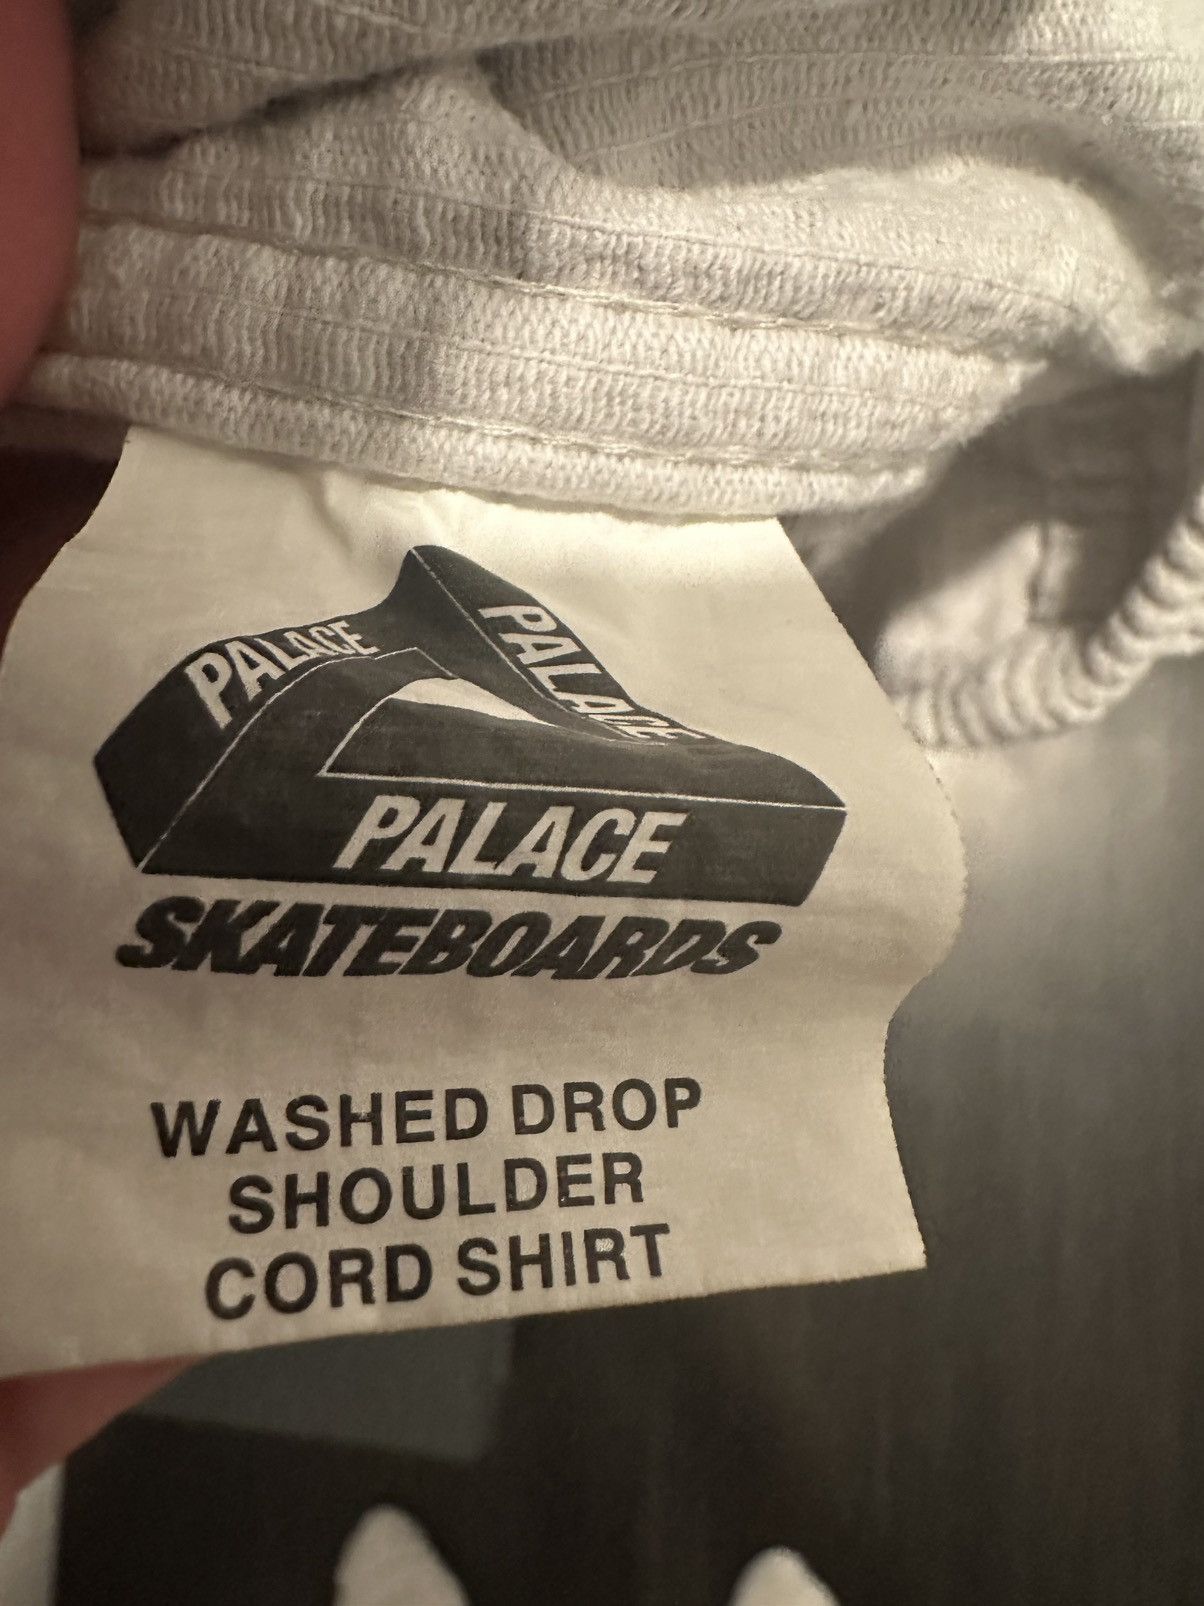 PALACE
PALACE
PALACE
SKATEBOARDS
WASHED DROP
SHOULDER
CORD SHIRT